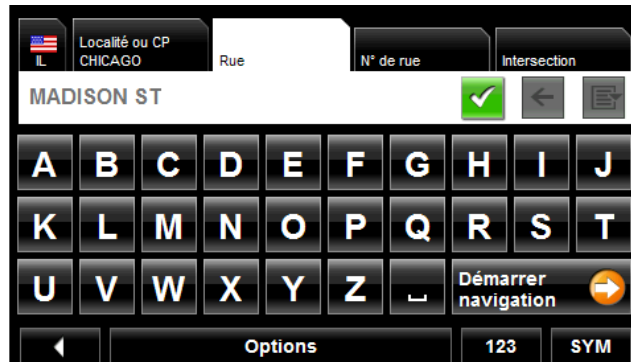 IL
Localité ou CP
CHICAGO
Rue
N° de rue
Intersection
MADISON ST
A B C D E F G H I J
K L M N O P Q R S T
U V W X Y Z ␣
Démarrer
navigation
Options
123
SYM